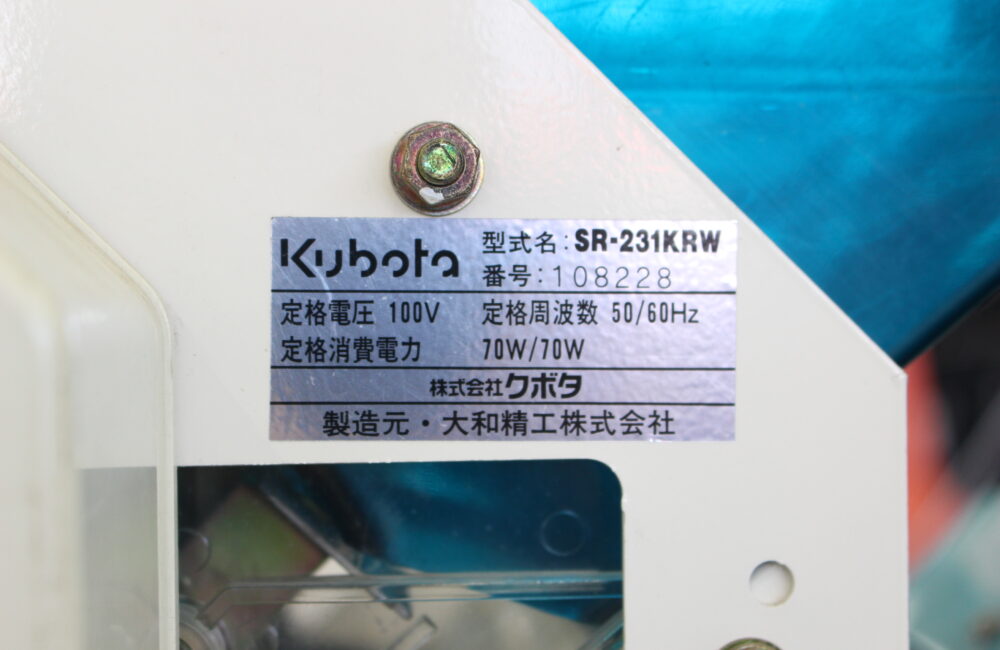 Kubota
型式名:SR-231KRW
番号:108228
定格電圧 100V 定格周波数 50/60Hz
定格消費電力 70W/70W
株式会社クボタ
製造元・大和精工株式会社